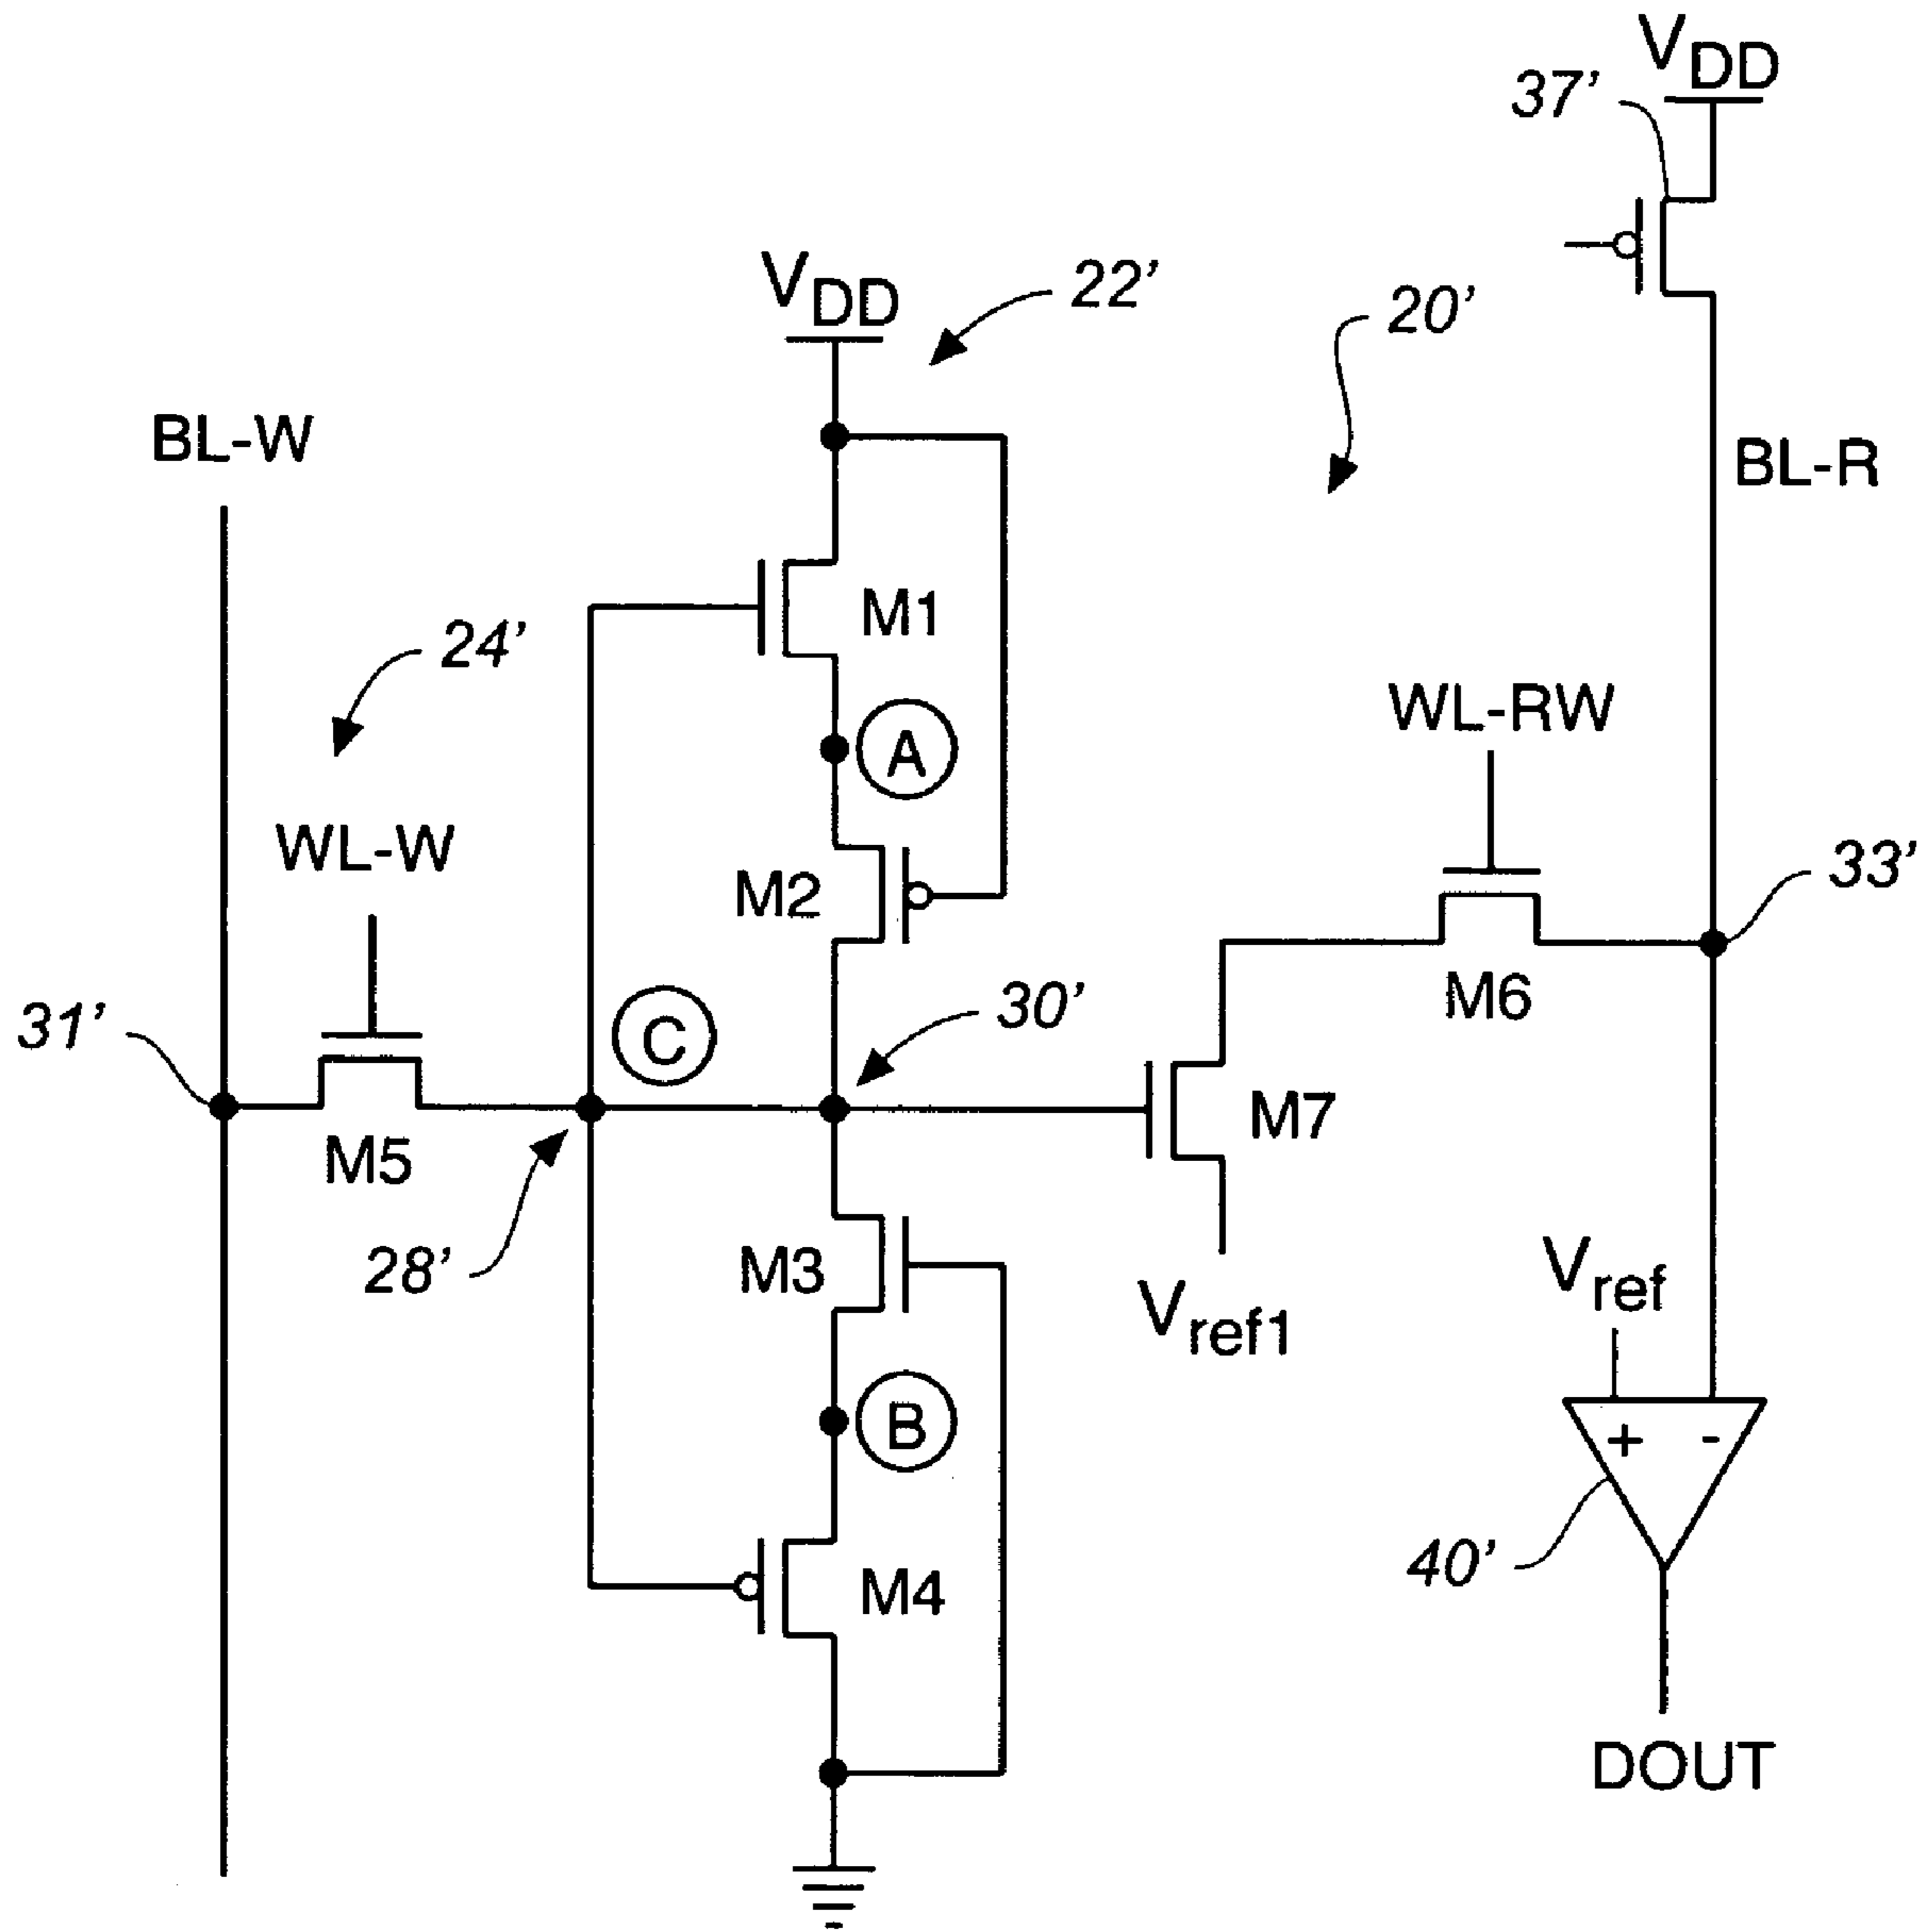 VDD
37'
VDD
22'
20'
BL-W
BL-R
M1
24'
WL-RW
A
WL-W
M2
33'
31'
C
30'
M6
M5
M7
28'
M3
Vref
Vref1
B
+ -
40'
M4
DOUT